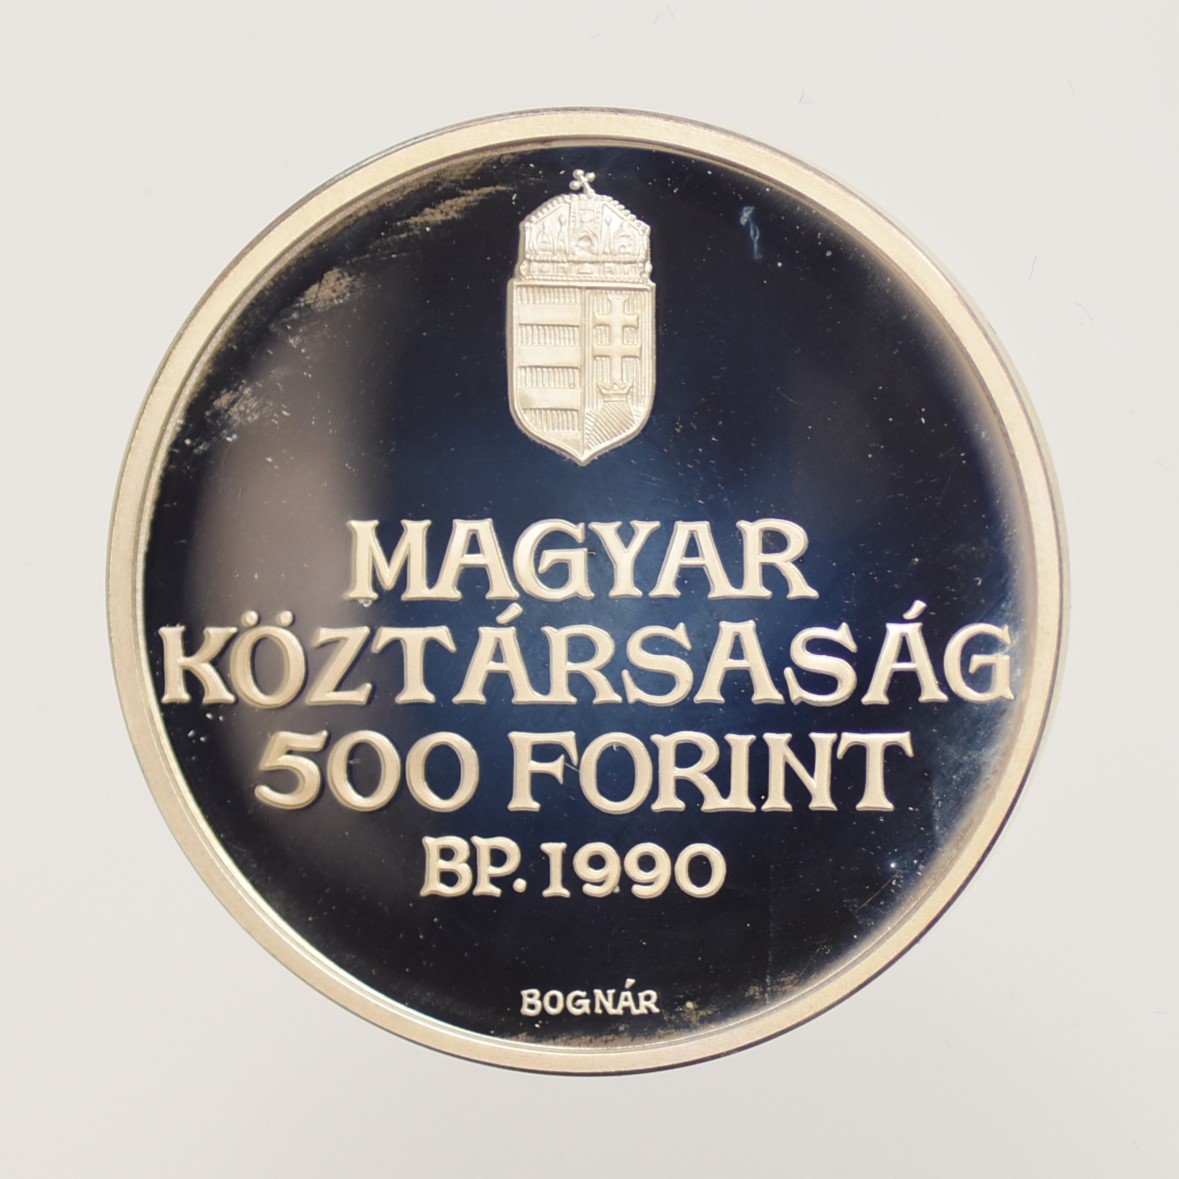 MAGYAR
KÖZTÁRSASÁG
500 FORINT
BP. 1990
BOGNÁR